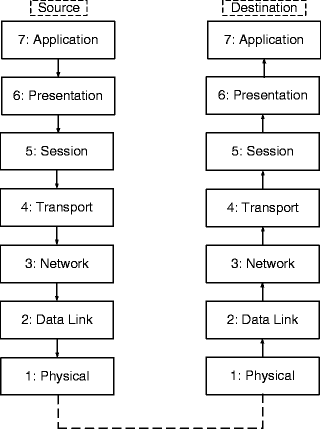 Source
7: Application
6: Presentation
5: Session
4: Transport
3: Network
2: Data Link
1: Physical
Destination
7: Application
6: Presentation
5: Session
4: Transport
3: Network
2: Data Link
1: Physical